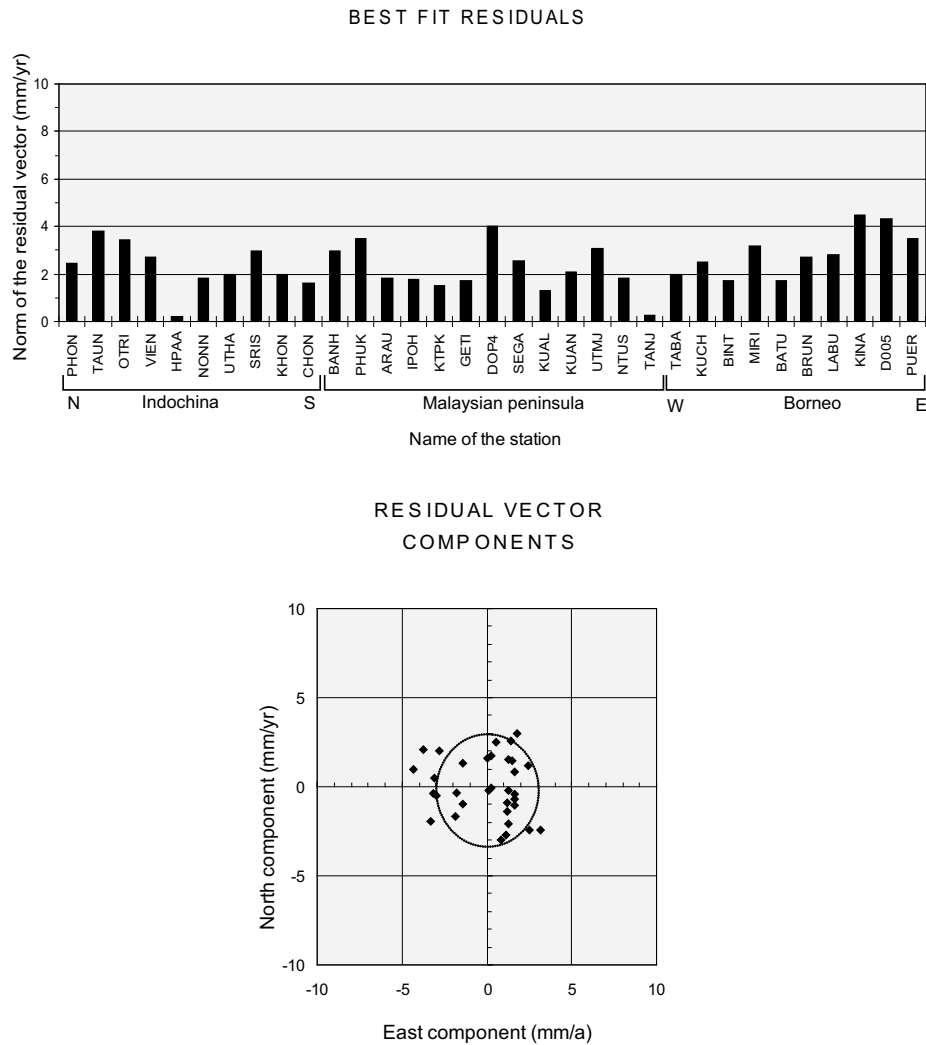 BEST FIT RESIDUALS
Norm of the residual vector (mm/yr)
10
8
6
4
2
0
PHON TAUN OTRI VIEN HPAA NONN UTHA SRIS KHON CHON BANH PHUK ARAU IPOH KTPK GETI DOP4 SEGA KUAL KUAN UTMJ NTUS TANJ TABA KUCH BINT MIRI BATU BRUN LABU KINA D005 PUER
N Indochina S Malaysian peninsula W Borneo E
Name of the station
RESIDUAL VECTOR
COMPONENTS
North component (mm/yr)
10
5
0
-5
-10
-10 -5 0 5 10
East component (mm/a)